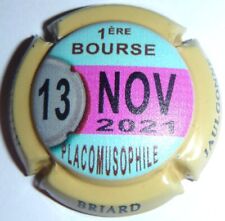 1ÈRE
BOURSE
13 NOV
2021
PLACOMUSOPHILE
BRIARD